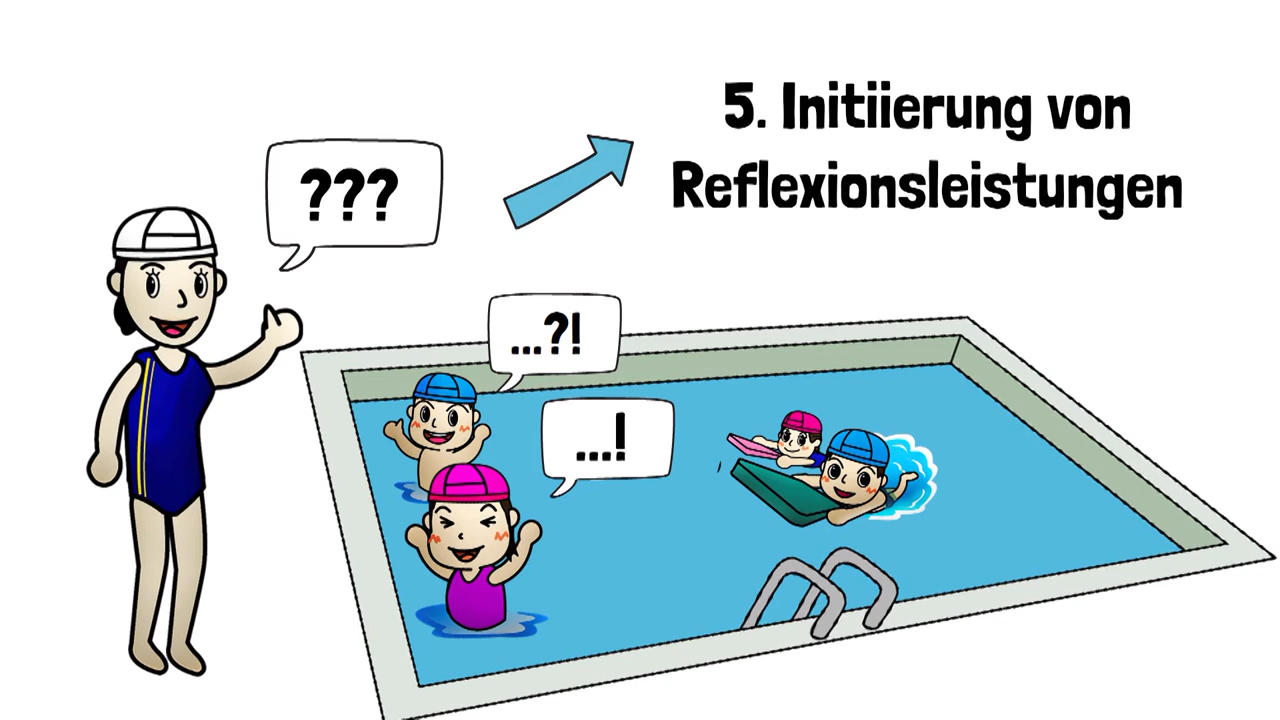 5. Initiierung von
Reflexionsleistungen
???
...?!
...!